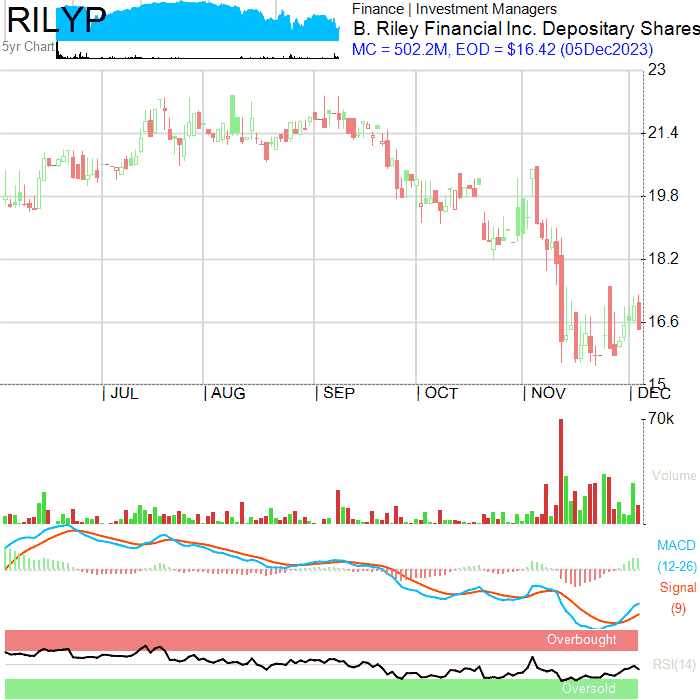 RILYP
Finance | Investment Managers
B. Riley Financial Inc. Depositary Shares
5yr Chart
MC = 502.2M, EOD = $16.42 (05Dec2023)
23
21.4
19.8
18.2
16.6
15
| JUL | AUG | SEP | OCT | NOV | DEC
70k
Volume
MACD
(12-26)
Signal
(9)
Overbought
RSI(14)
Oversold